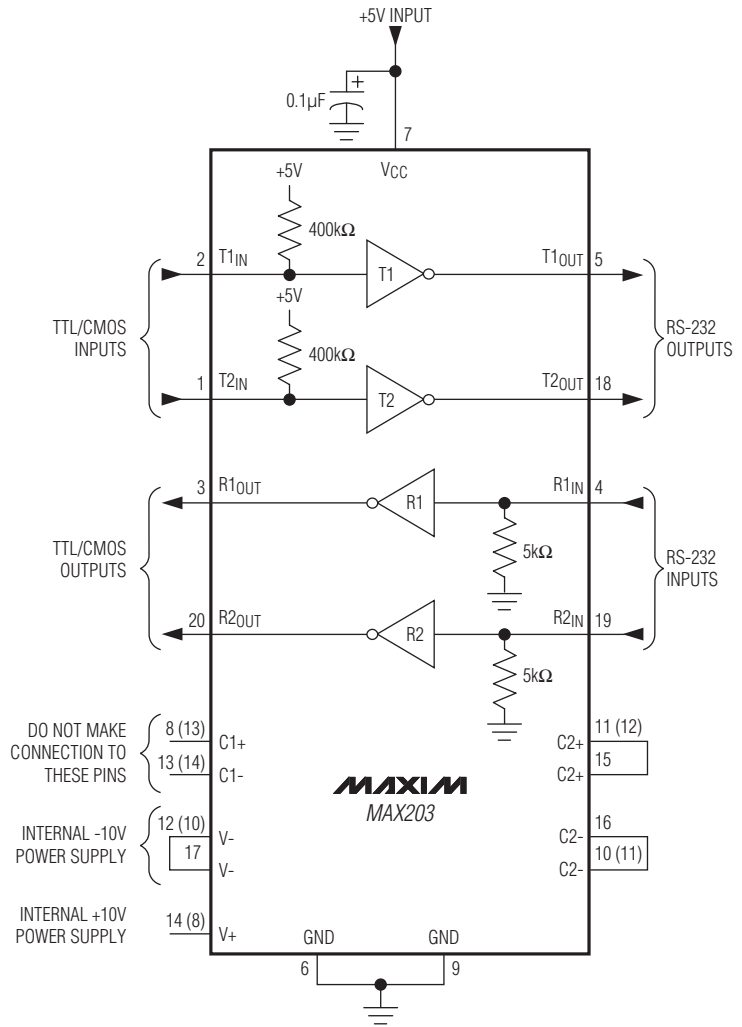 +5V INPUT
0.1µF
+
7
VCC
+5V
400kΩ
2
T1IN
T1
T1OUT
5
+5V
TTL/CMOS
INPUTS
RS-232
OUTPUTS
400kΩ
1
T2IN
T2
T2OUT
18
3
R1OUT
R1
R1IN
4
TTL/CMOS
OUTPUTS
5kΩ
RS-232
INPUTS
20
R2OUT
R2
R2IN
19
5kΩ
DO NOT MAKE
CONNECTION TO
THESE PINS
8 (13)
C1+
13 (14)
C1-
11 (12)
C2+
15
C2+
MAXIM
MAX203
INTERNAL -10V
POWER SUPPLY
12 (10)
V-
17
V-
16
C2-
10 (11)
C2-
INTERNAL +10V
POWER SUPPLY
14 (8)
V+
GND
GND
6
9